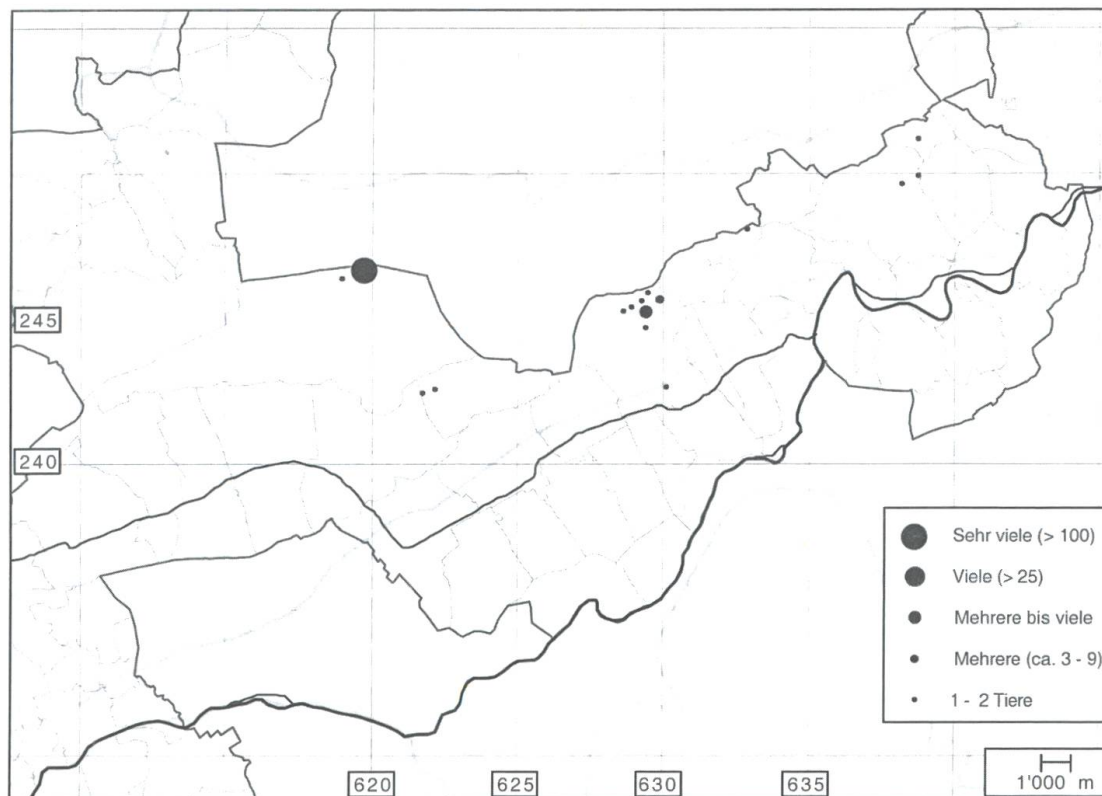 245
240
Sehr viele (> 100)
Viele (> 25)
Mehrere bis viele
Mehrere (ca. 3 - 9)
1 - 2 Tiere
620
625
630
635
1'000 m